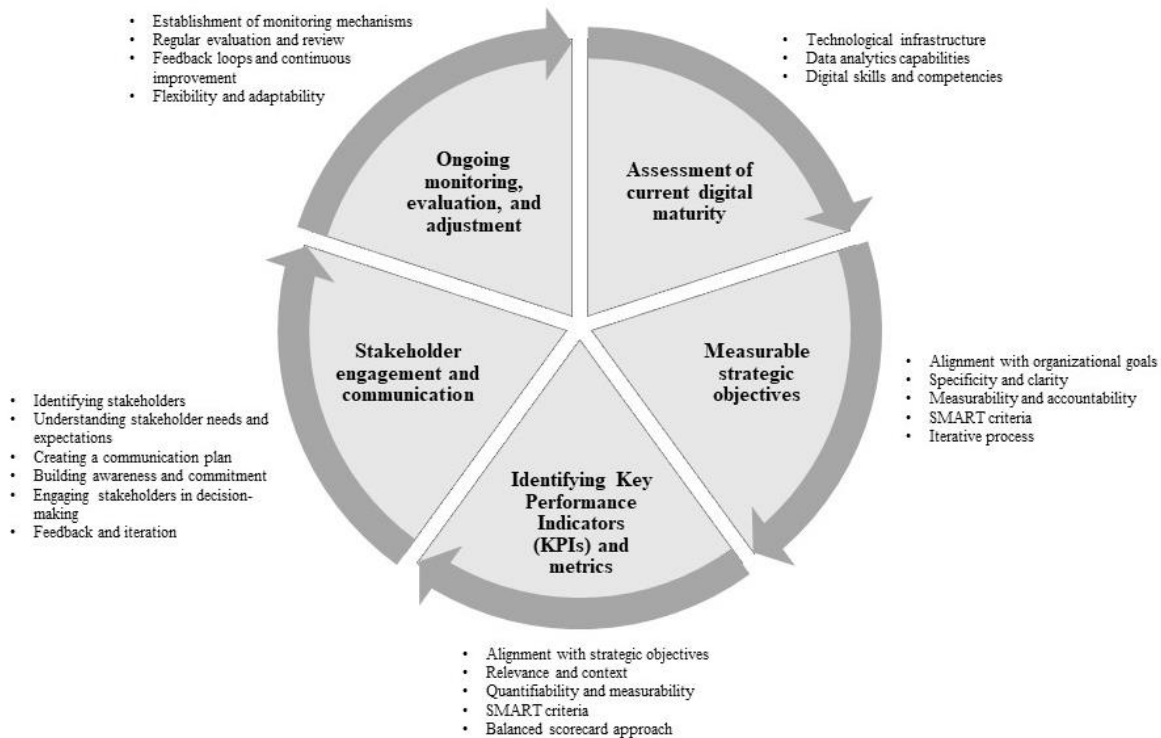 • Establishment of monitoring mechanisms
• Regular evaluation and review
• Feedback loops and continuous
improvement
• Flexibility and adaptability
• Technological infrastructure
• Data analytics capabilities
• Digital skills and competencies
Ongoing
monitoring,
evaluation, and
adjustment
Assessment of
current digital
maturity
Stakeholder
engagement and
communication
Measurable
strategic
objectives
• Alignment with organizational goals
• Specificity and clarity
• Measurability and accountability
• SMART criteria
• Iterative process
• Identifying stakeholders
• Understanding stakeholder needs and
expectations
• Creating a communication plan
• Building awareness and commitment
• Engaging stakeholders in decision-
making
• Feedback and iteration
Identifying Key
Performance
Indicators
(KPIs) and
metrics
• Alignment with strategic objectives
• Relevance and context
• Quantifiability and measurability
• SMART criteria
• Balanced scorecard approach